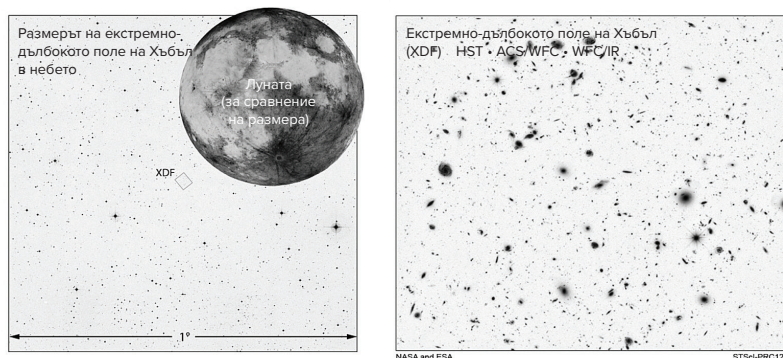 Размерът на екстремно-
дълбокото поле на Хъбъл
в небето
Луната
(за сравнение
на размера)
XDF
1°
Екстремно-дълбокото поле на Хъбъл
(XDF) HST • ACS/WFC • WFC/IR
NASA and ESA
STScI-PRC12